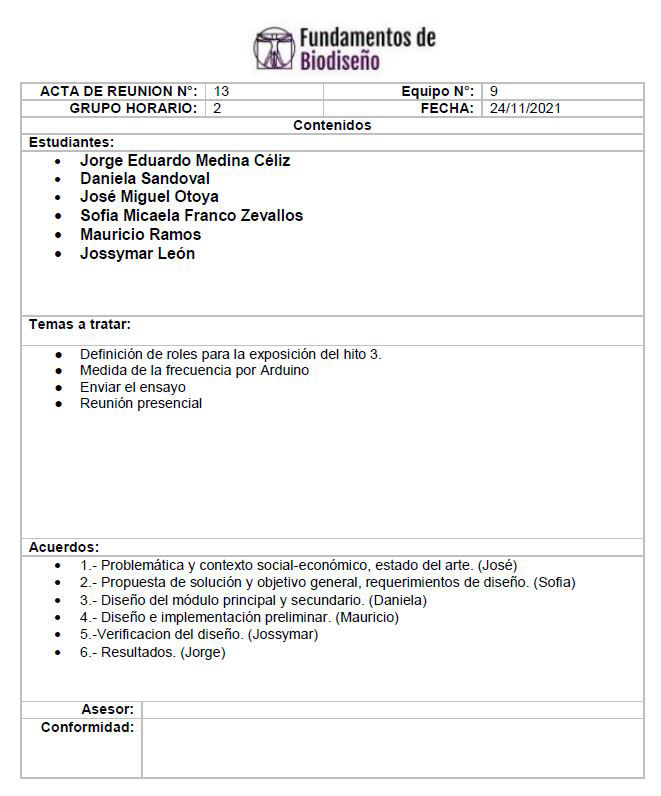 Fundamentos de
Biodiseño
ACTA DE REUNION N°: 13 Equipo N°: 9
GRUPO HORARIO: 2 FECHA: 24/11/2021
Contenidos
Estudiantes:
• Jorge Eduardo Medina Céliz
• Daniela Sandoval
• José Miguel Otoya
• Sofia Micaela Franco Zevallos
• Mauricio Ramos
• Jossymar León
Temas a tratar:
• Definición de roles para la exposición del hito 3.
• Medida de la frecuencia por Arduino
• Enviar el ensayo
• Reunión presencial
Acuerdos:
• 1.- Problemática y contexto social-económico, estado del arte. (José)
• 2.- Propuesta de solución y objetivo general, requerimientos de diseño. (Sofia)
• 3.- Diseño del módulo principal y secundario. (Daniela)
• 4.- Diseño e implementación preliminar. (Mauricio)
• 5.-Verificacion del diseño. (Jossymar)
• 6.- Resultados. (Jorge)
Asesor:
Conformidad: